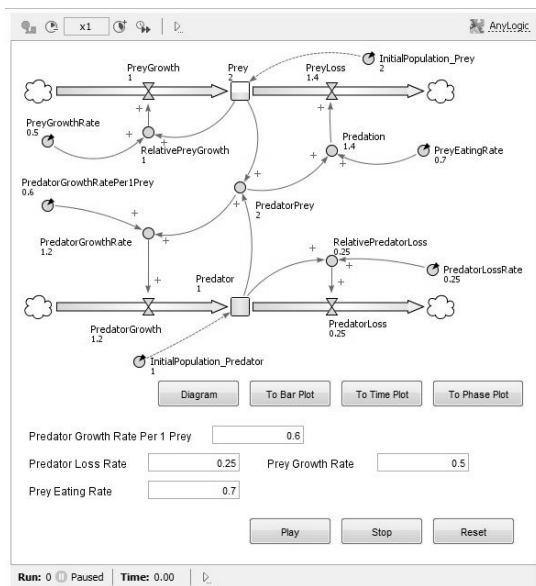 x1 AnyLogic
InitialPopulation_Prey
2
PreyGrowth
1
Prey
2
PreyLoss
1.4
PreyGrowthRate
0.5
+
+
+
RelativePreyGrowth
1
+
+
Predation
1.4
+
PreyEatingRate
0.7
PredatorGrowthRatePer1Prey
0.6
+
+
PredatorPrey
2
+
+
+
PredatorGrowthRate
1.2
RelativePredatorLoss
0.25
+
+
PredatorLossRate
0.25
+
+
Predator
1
PredatorGrowth
1.2
PredatorLoss
0.25
InitialPopulation_Predator
1
Diagram To Bar Plot To Time Plot To Phase Plot
Predator Growth Rate Per 1 Prey 0.6
Predator Loss Rate 0.25 Prey Growth Rate 0.5
Prey Eating Rate 0.7
Play Stop Reset
Run: 0 Paused Time: 0.00